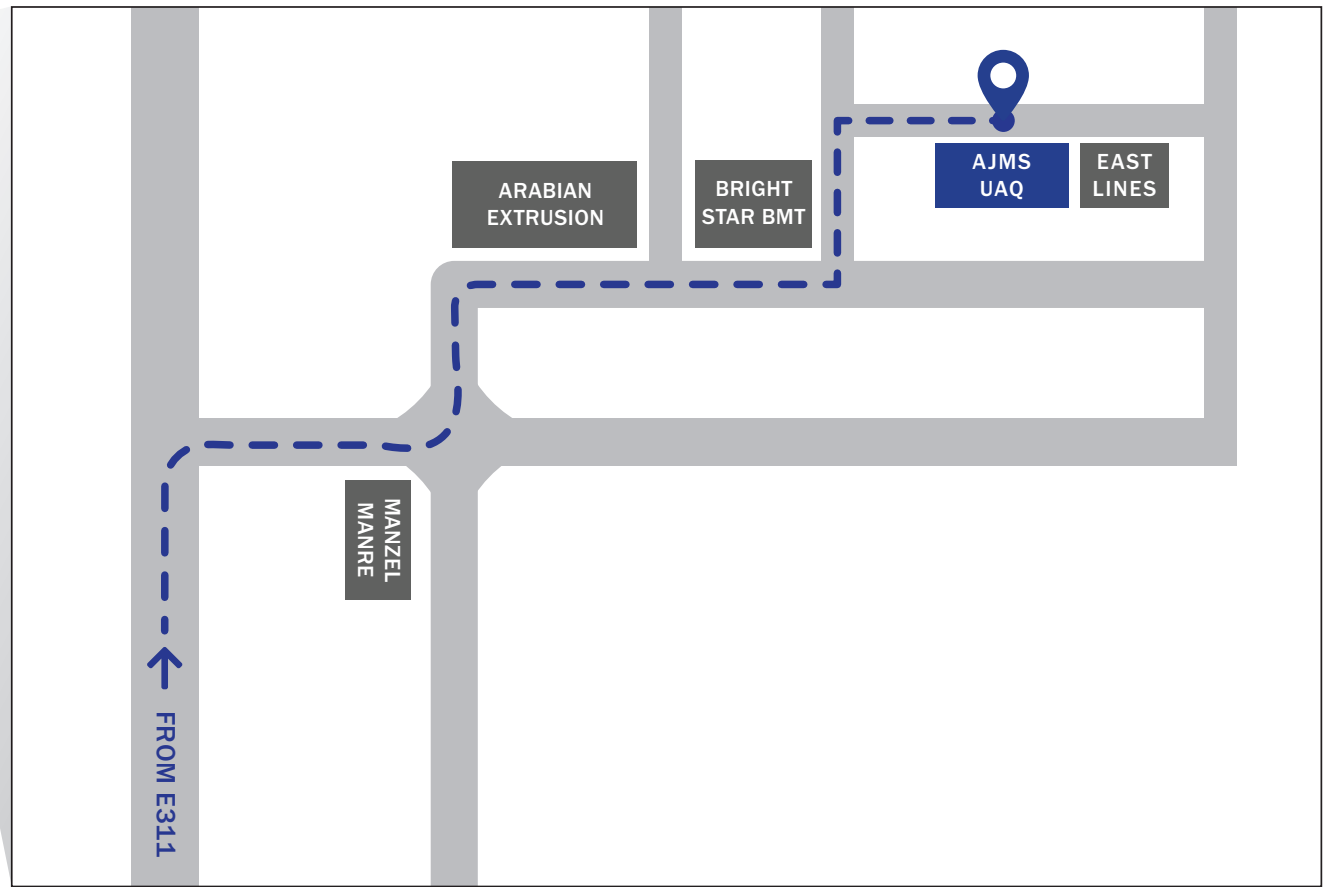 ARABIAN
EXTRUSION
BRIGHT
STAR BMT
AJMS
UAQ
EAST
LINES
MANZEL
MANRE
FROM E311